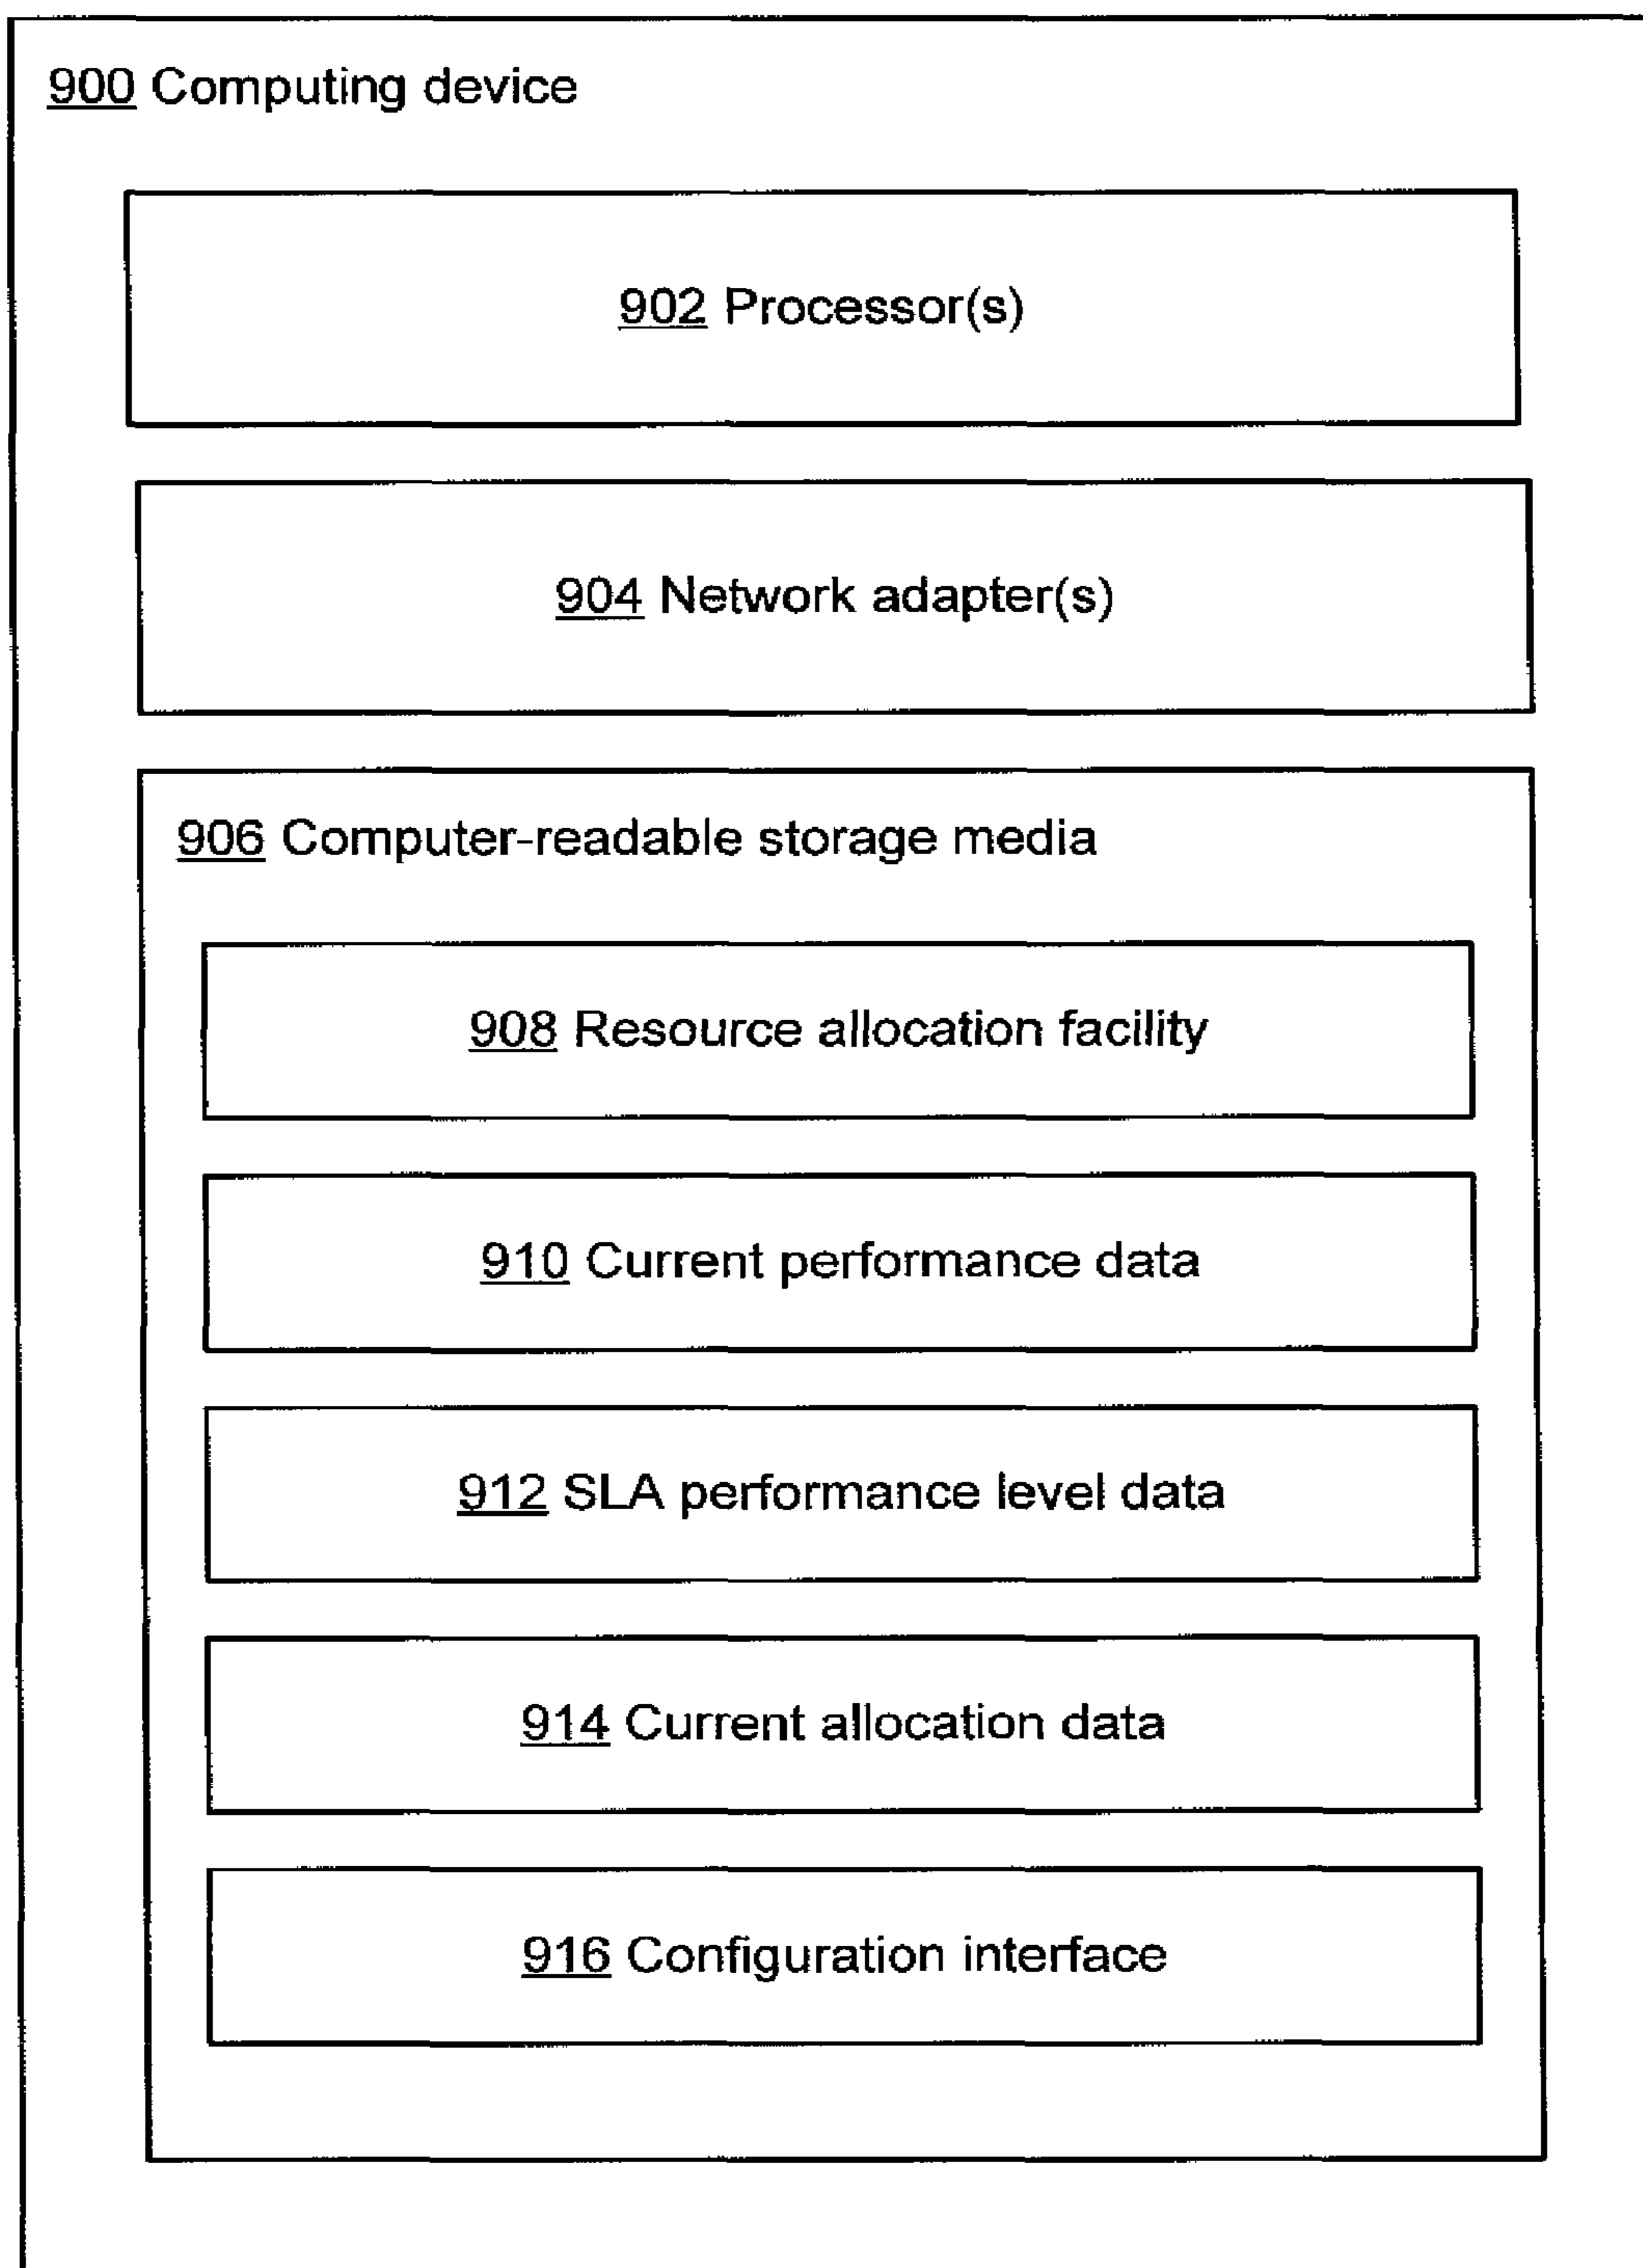 900 Computing device
902 Processor(s)
904 Network adapter(s)
906 Computer-readable storage media
908 Resource allocation facility
910 Current performance data
912 SLA performance level data
914 Current allocation data
916 Configuration interface